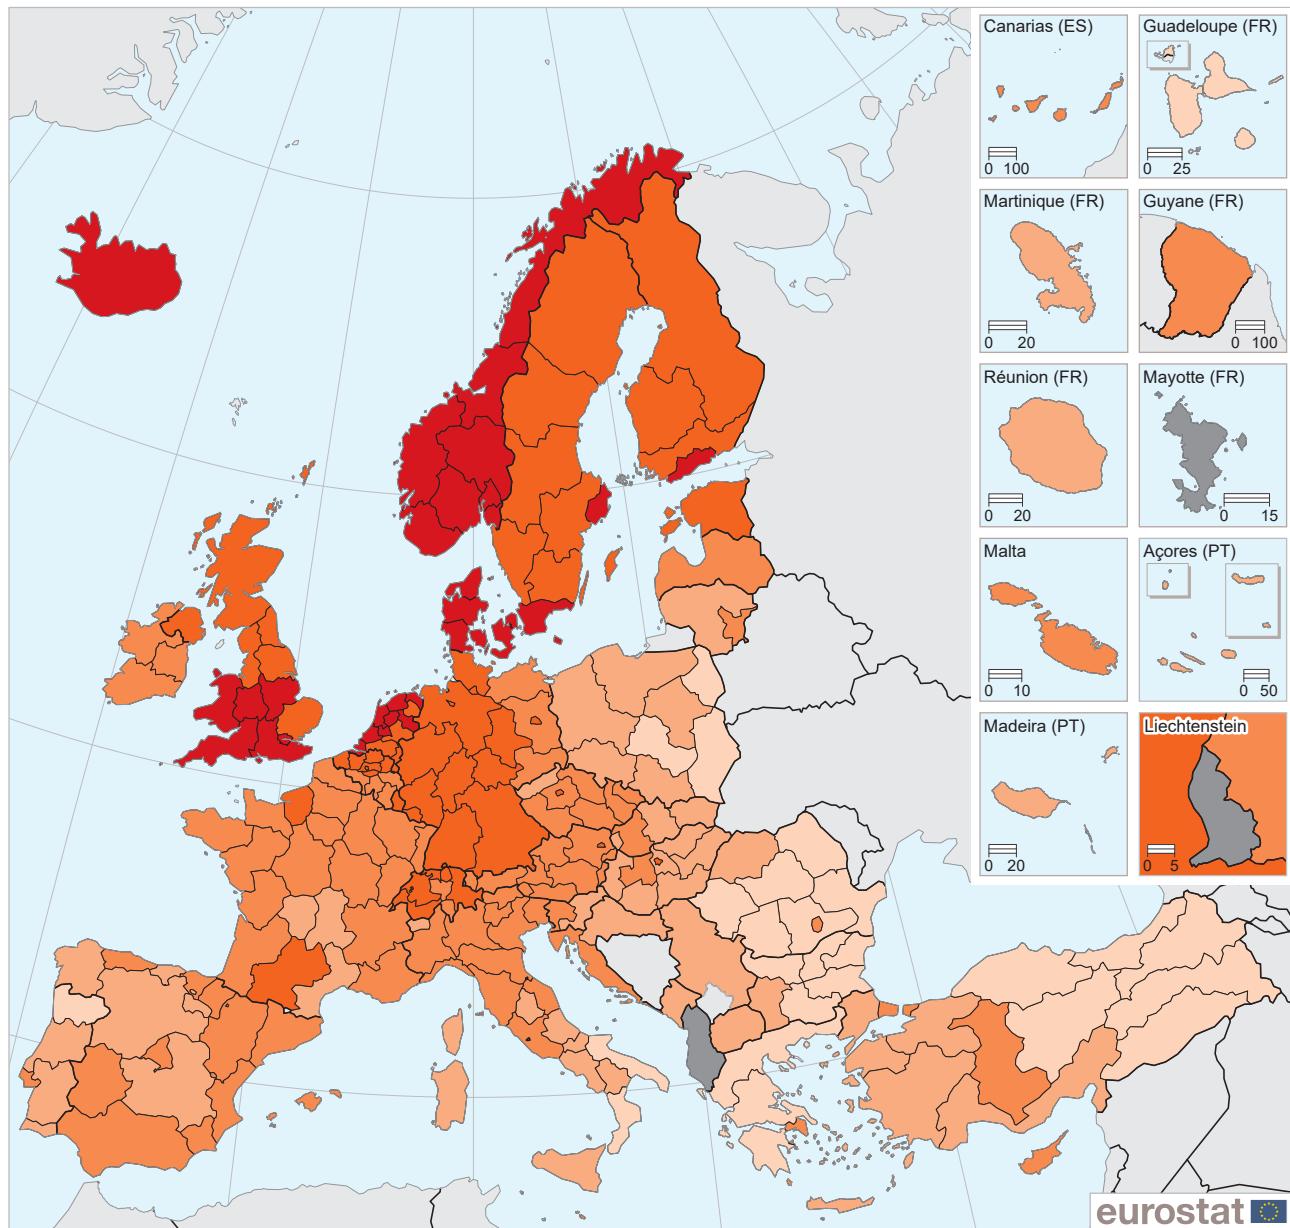 Canarias (ES)
0 100
Guadeloupe (FR)
0 25
Martinique (FR)
0 20
Guyane (FR)
0 100
Réunion (FR)
0 20
Mayotte (FR)
0 15
Malta
0 10
Açores (PT)
0 50
Madeira (PT)
0 20
Liechtenstein
0 5
eurostat